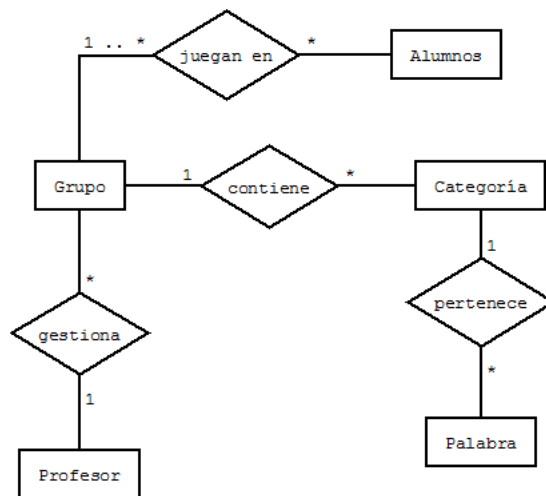 1 .. *
juegan en
*
Alumnos
Grupo
1
contiene
*
Categoría
1
*
pertenece
gestiona
*
1
Palabra
Profesor